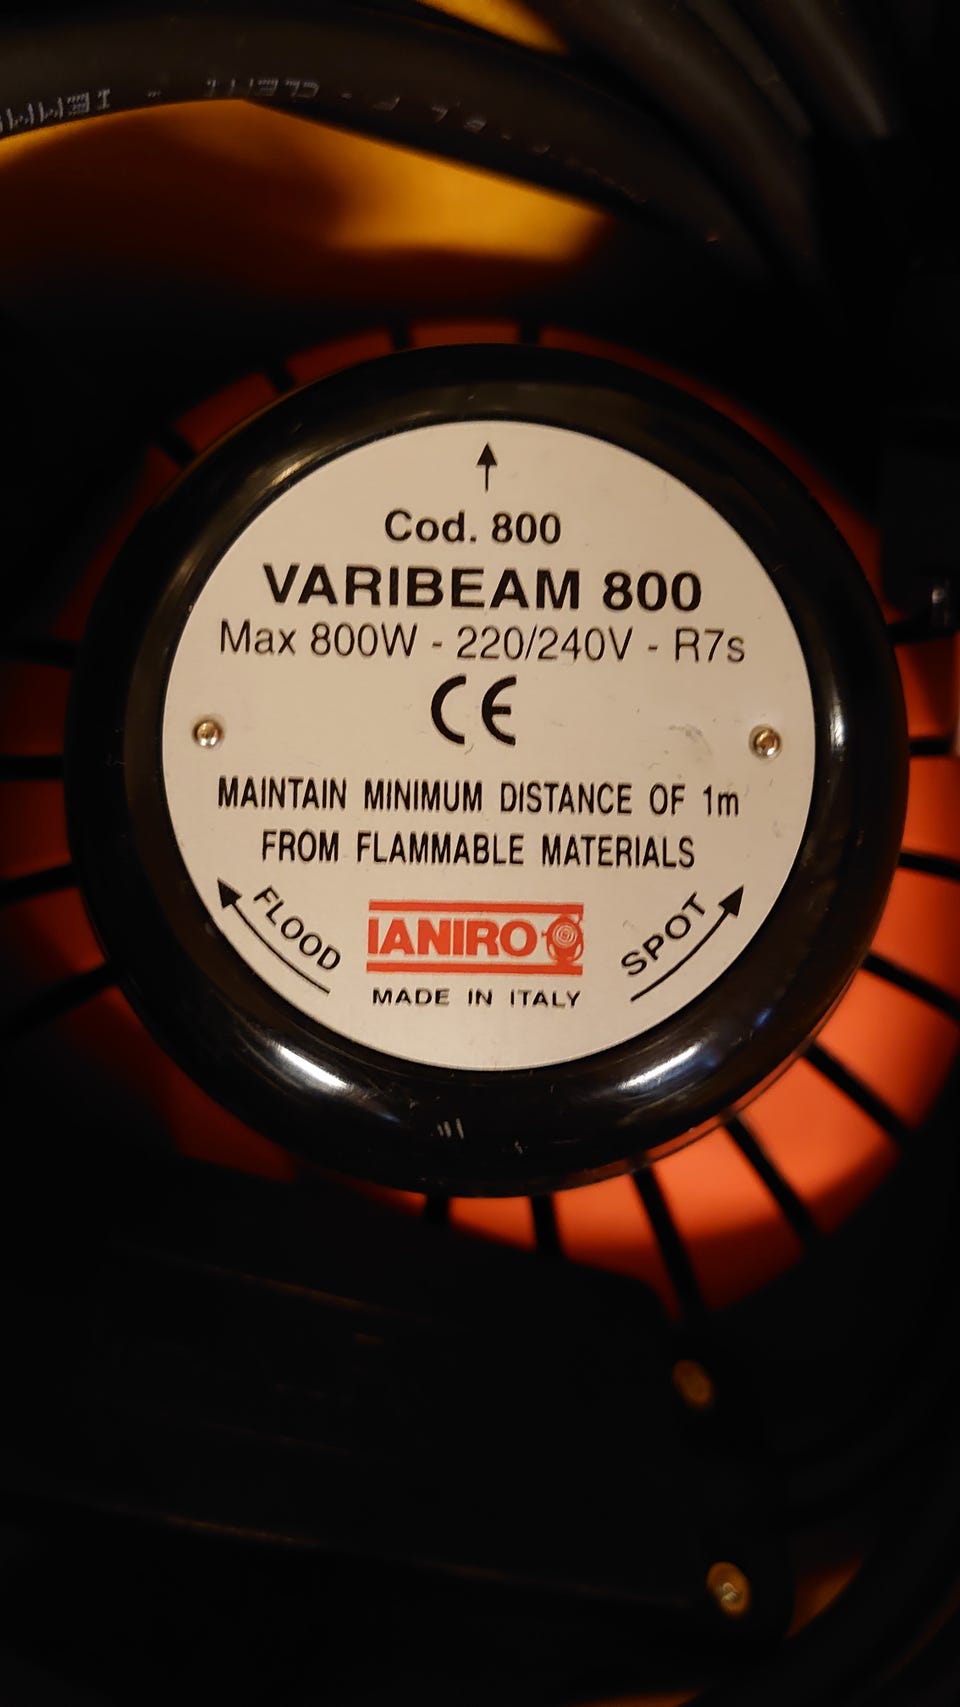 Cod. 800
VARIBEAM 800
Max 800W - 220/240V - R7s
CE
MAINTAIN MINIMUM DISTANCE OF 1m
FROM FLAMMABLE MATERIALS
FLOOD
IANIRO
SPOT
MADE IN ITALY